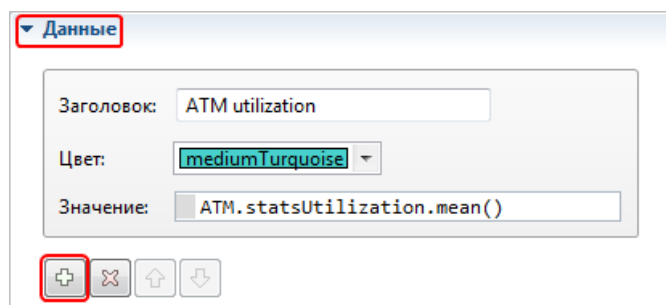 Данные
Заголовок: ATM utilization
Цвет: mediumTurquoise
Значение: ATM.statsUtilization.mean()